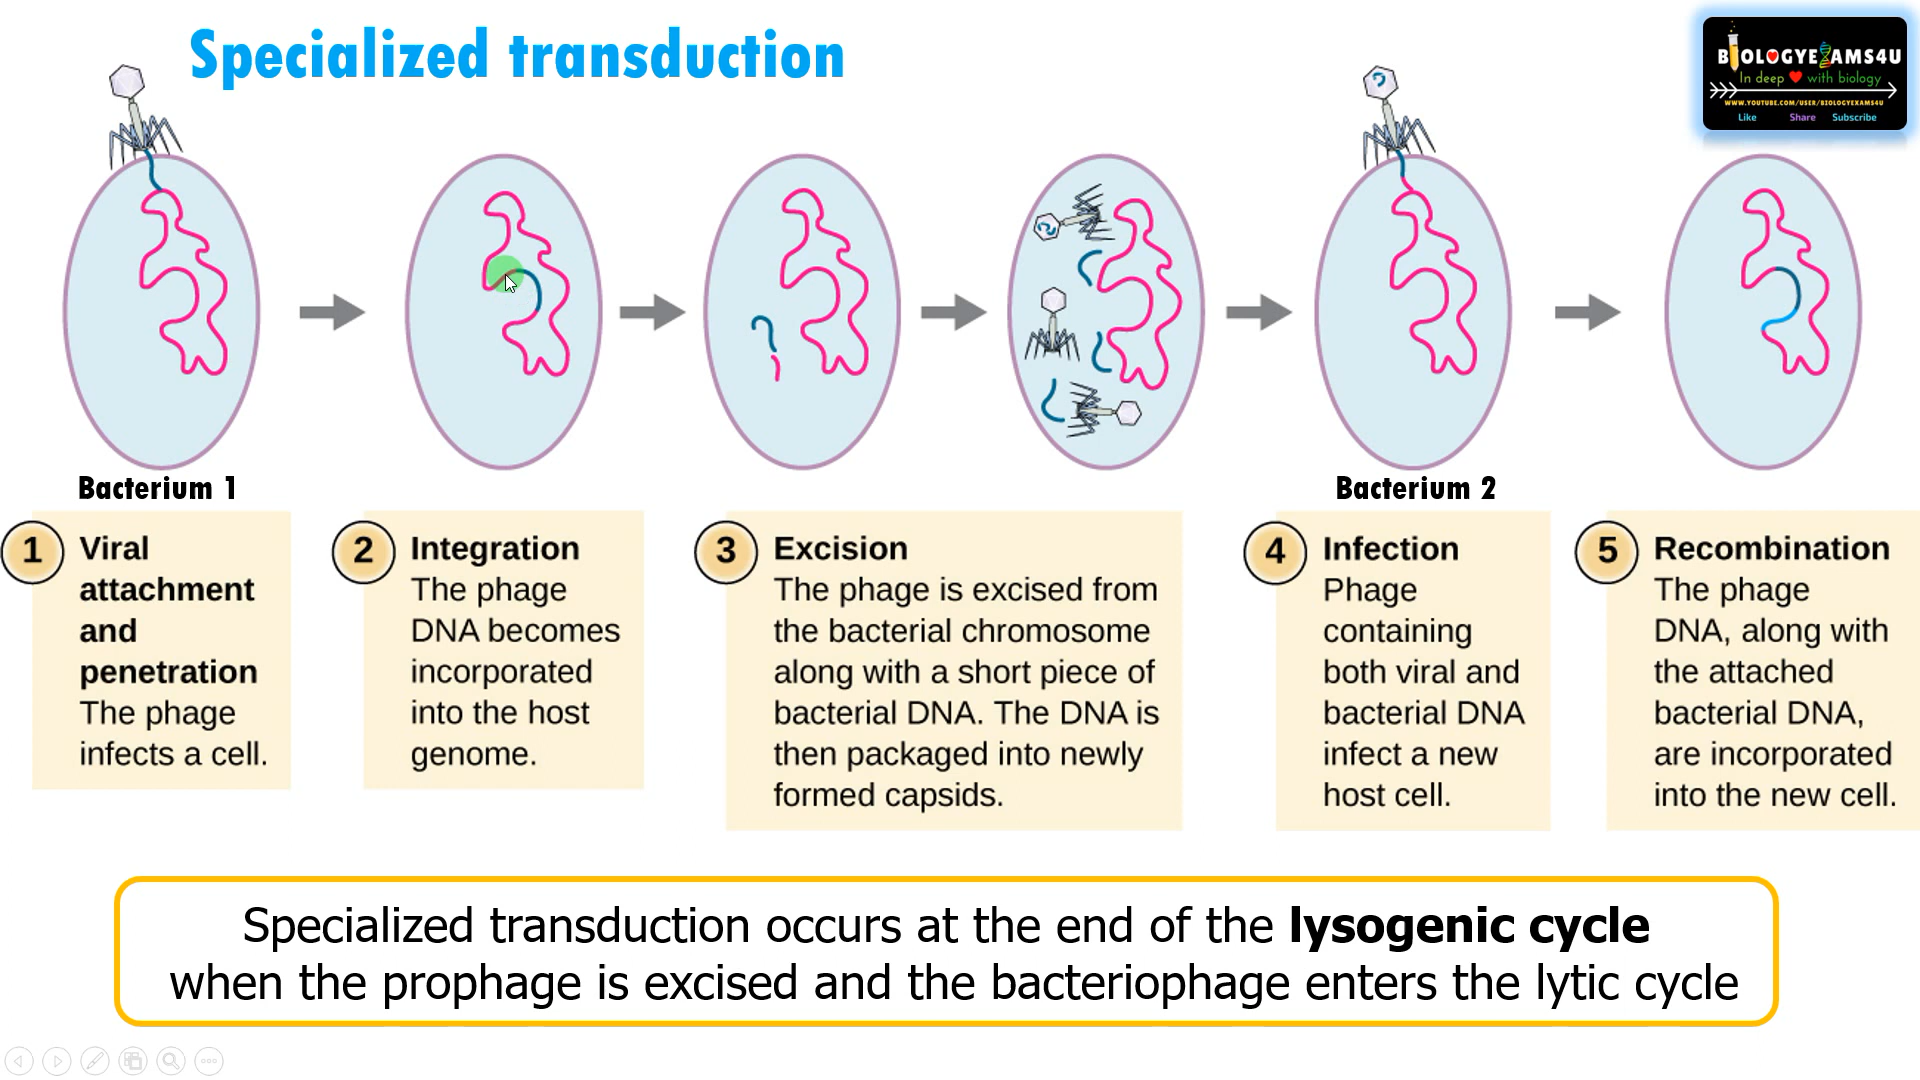 Specialized transduction
BIOLOGYEXAMS4U
In deep with biology
WWW.YOUTUBE.COM/USER/BIOLOGYEXAMS4U
Like Share Subscribe
Bacterium 1
Bacterium 2
1 Viral
attachment
and
penetration
The phage
infects a cell.
2 Integration
The phage
DNA becomes
incorporated
into the host
genome.
3 Excision
The phage is excised from
the bacterial chromosome
along with a short piece of
bacterial DNA. The DNA is
then packaged into newly
formed capsids.
4 Infection
Phage
containing
both viral and
bacterial DNA
infect a new
host cell.
5 Recombination
The phage
DNA, along with
the attached
bacterial DNA,
are incorporated
into the new cell.
Specialized transduction occurs at the end of the lysogenic cycle
when the prophage is excised and the bacteriophage enters the lytic cycle